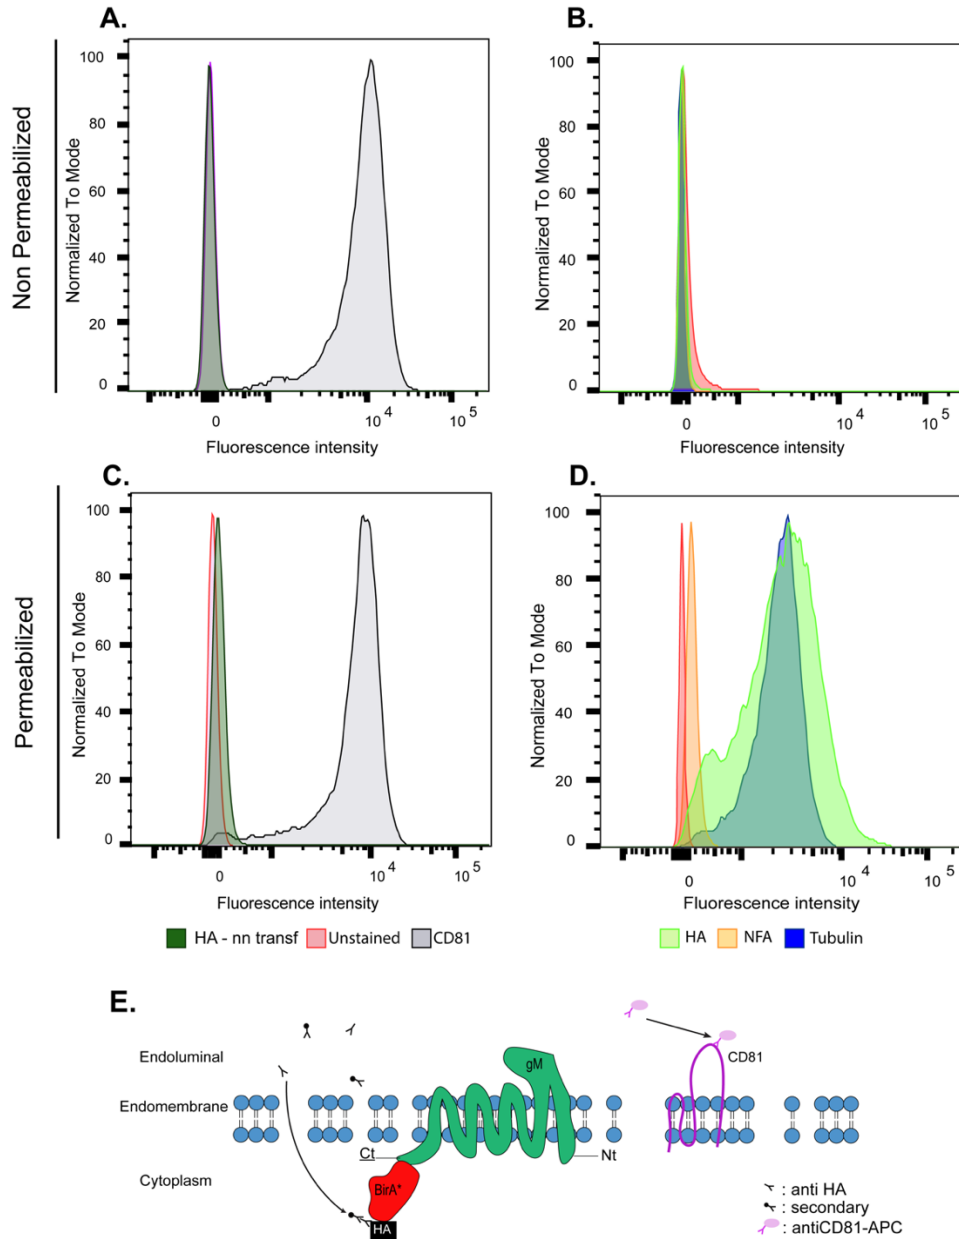 A.
B.
Non Permeabilized
Normalized To Mode
100
80
60
40
20
0
0
10^4
10^5
Fluorescence intensity
Normalized To Mode
100
80
60
40
20
0
0
10^4
10^5
Fluorescence intensity
C.
D.
Permeabilized
Normalized To Mode
100
80
60
40
20
0
0
10^4
10^5
Fluorescence intensity
Normalized To Mode
100
80
60
40
20
0
0
10^4
10^5
Fluorescence intensity
HA - nn transf Unstained CD81
HA NFA Tubulin
E.
Endoluminal
gM
CD81
Endomembrane
Ct
Nt
Cytoplasm
BirA*
HA
: anti HA
: secondary
: antiCD81-APC